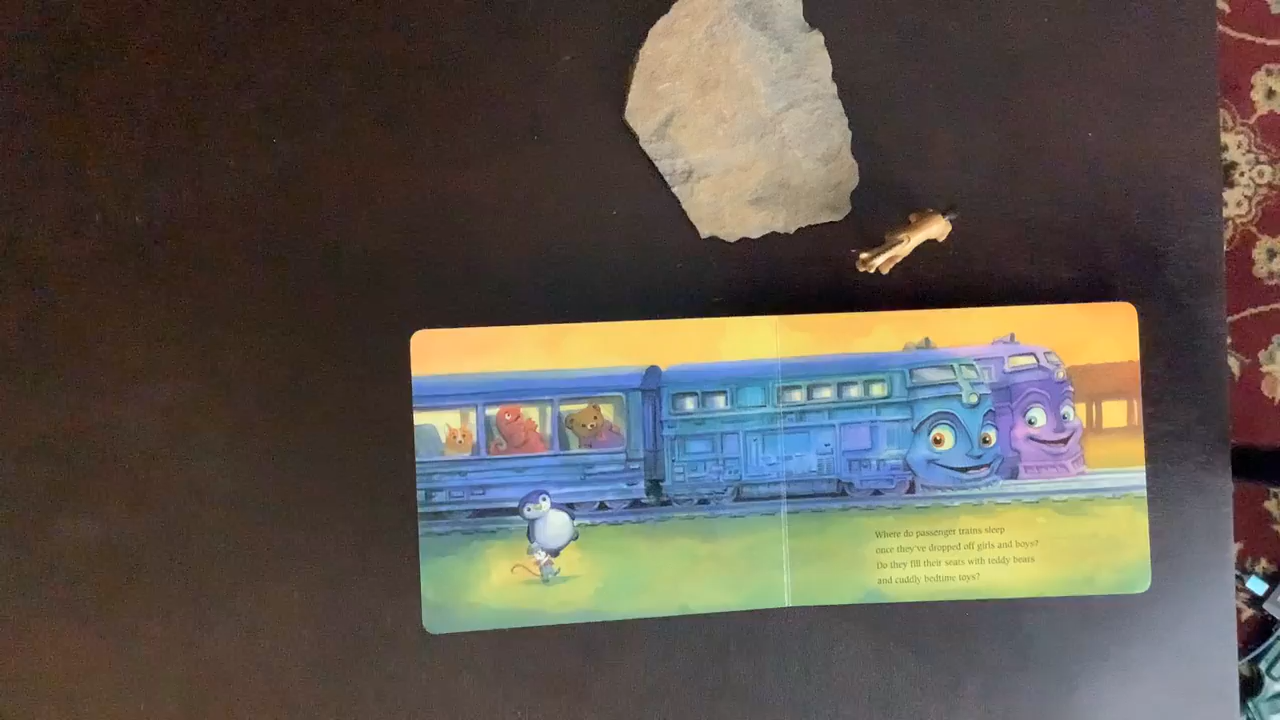 Where do passenger trains sleep
once they've dropped off girls and boys?
Do they fill their seats with teddy bears
and cuddly bedtime toys?